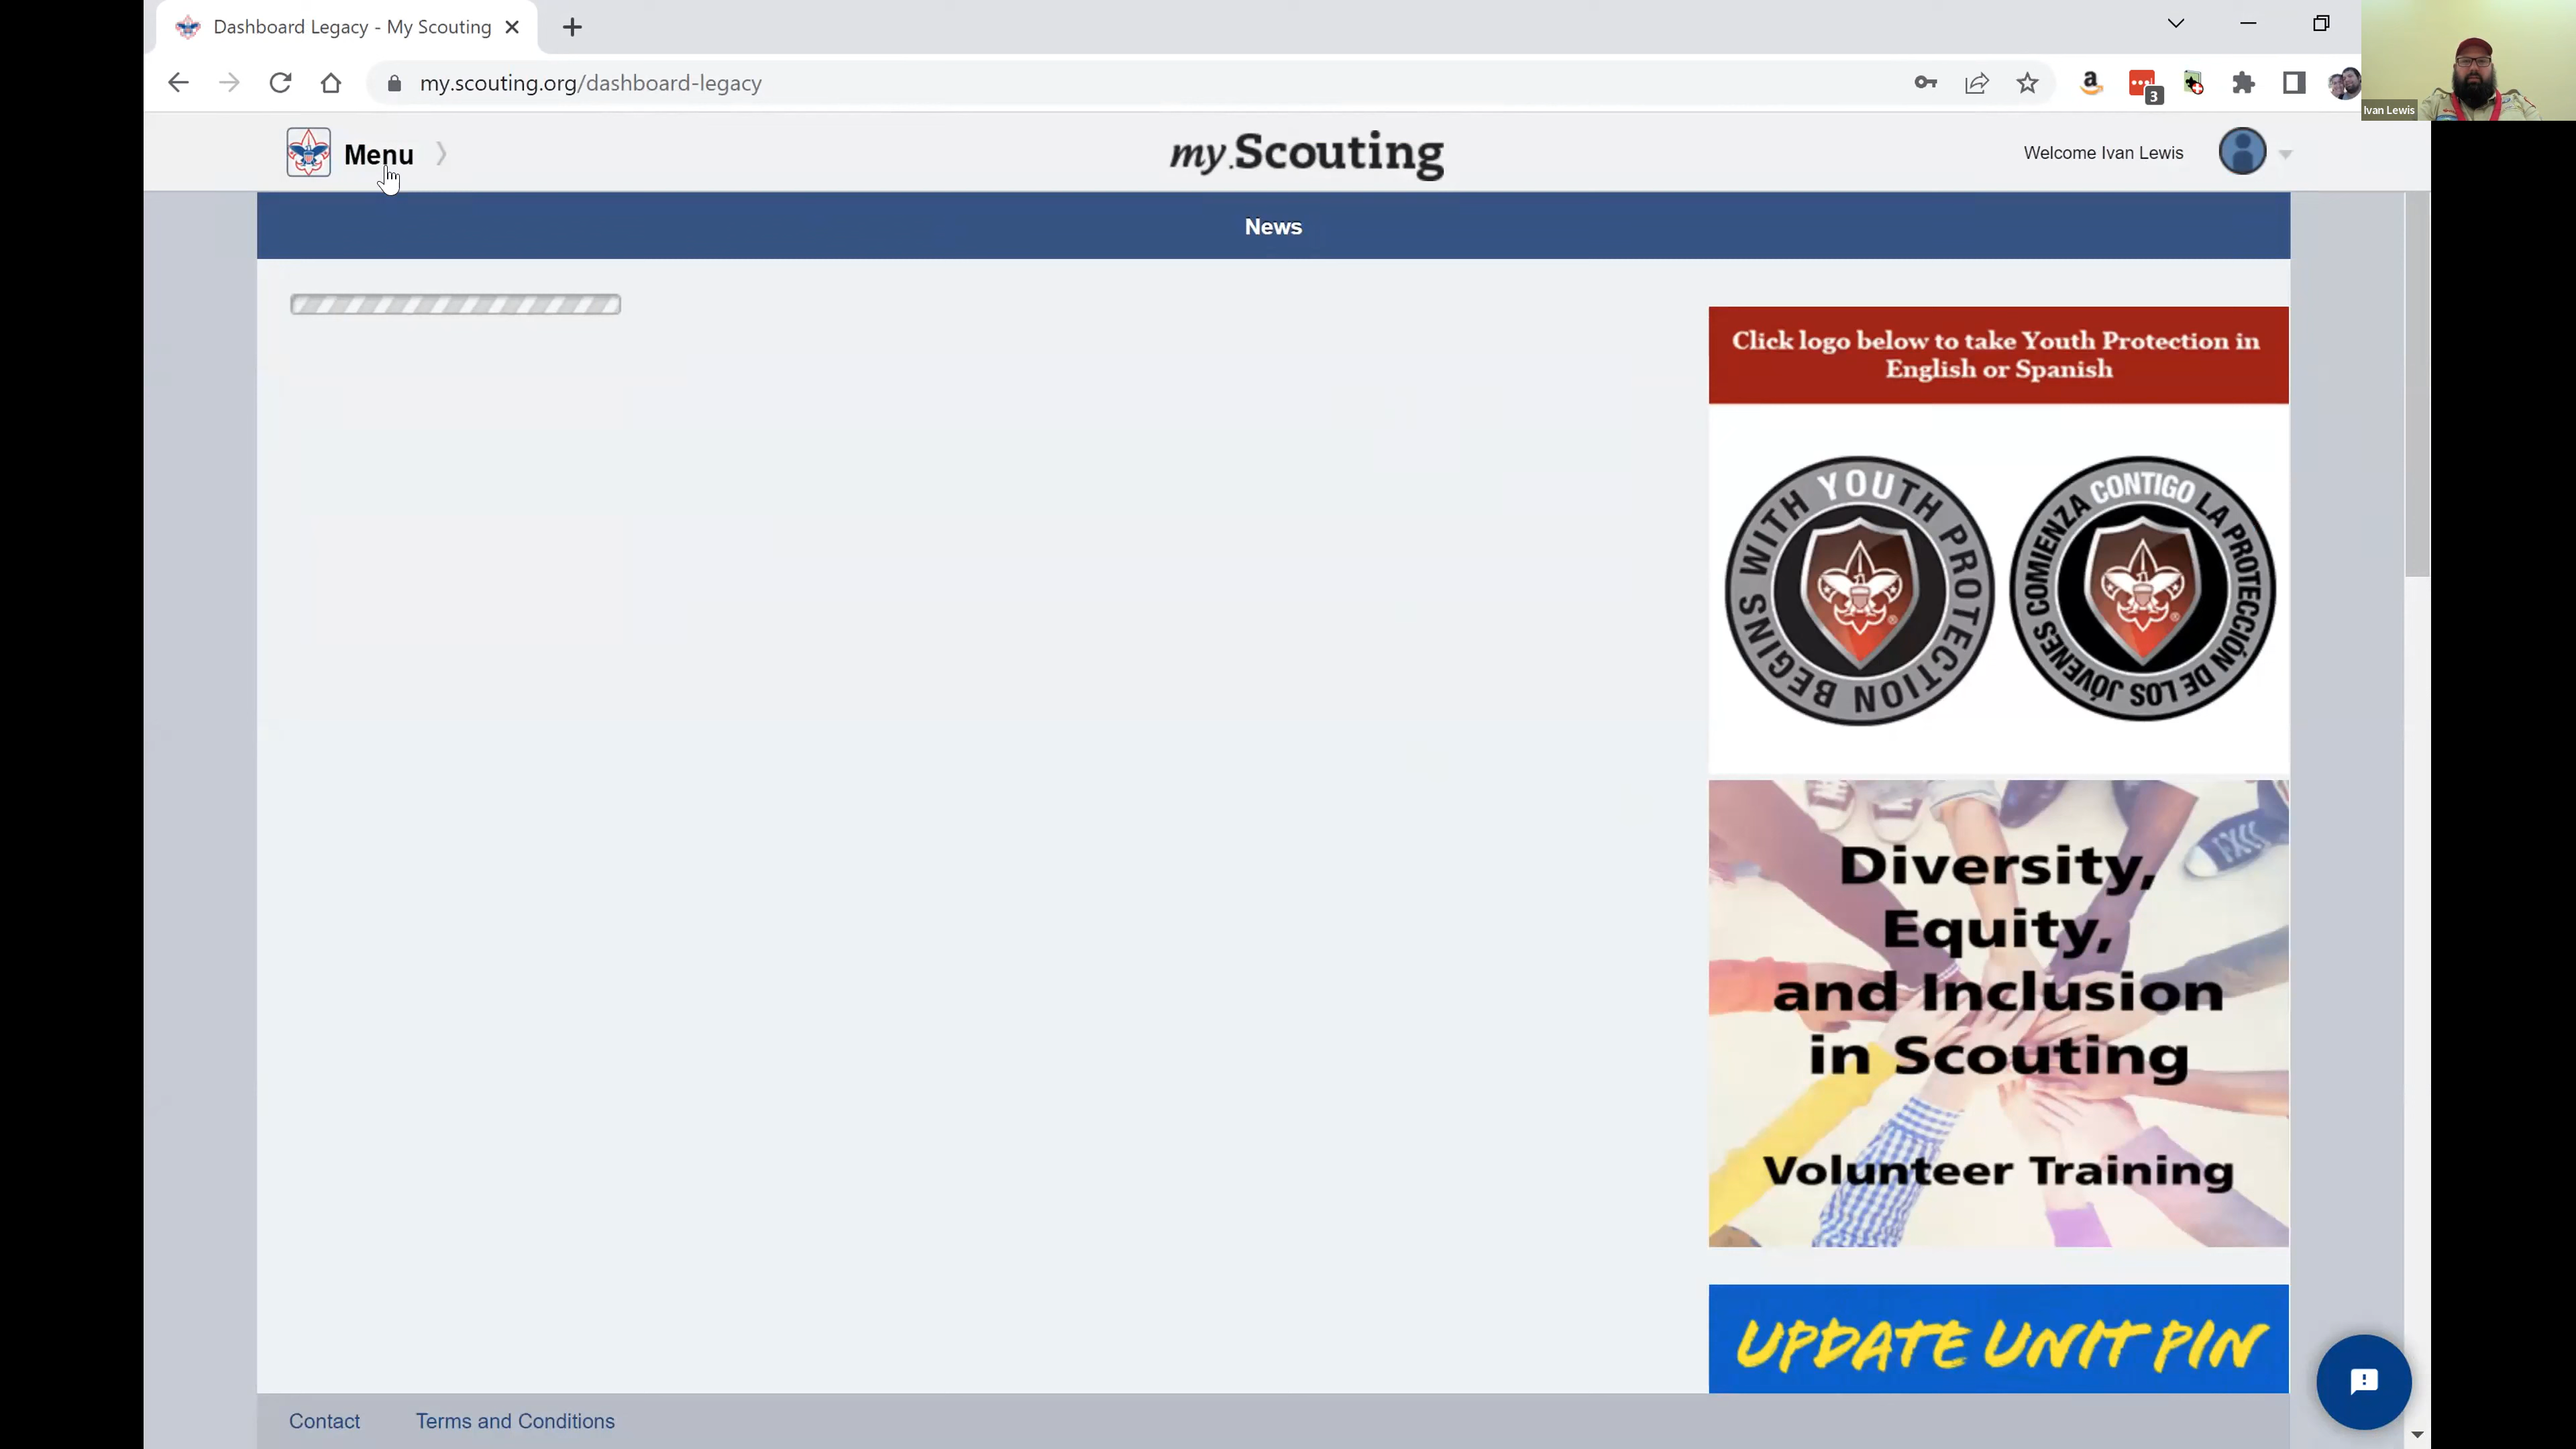 Dashboard Legacy - My Scouting
my.scouting.org/dashboard-legacy
3
Ivan Lewis
Menu
my.Scouting
Welcome Ivan Lewis
News
Click logo below to take Youth Protection in
English or Spanish
YOUTH PROTECTION BEGINS WITH
CONTIGO LA PROTECCIÓN DE LOS JÓVENES COMIENZA
Diversity,
Equity,
and Inclusion
in Scouting
Volunteer Training
UPDATE UNIT PIN
Contact
Terms and Conditions